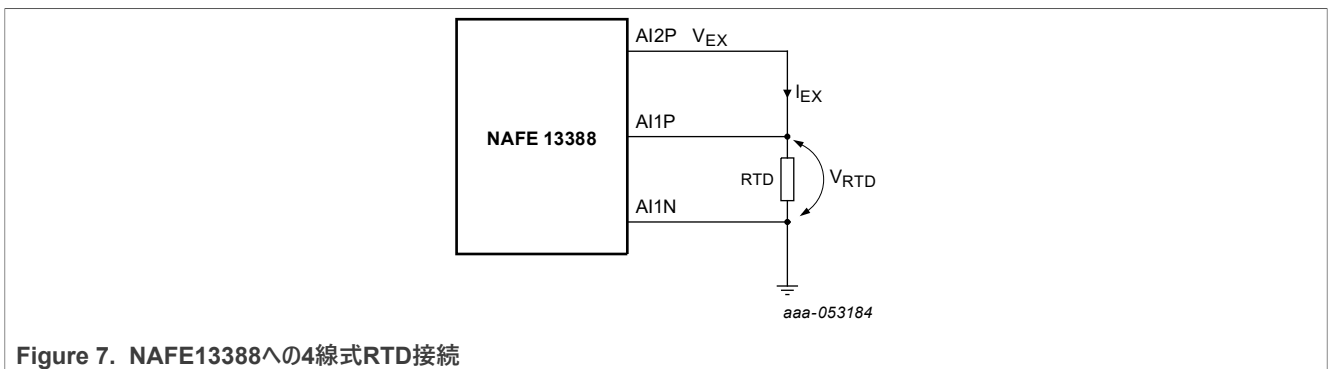 AI2P V_EX
I_EX
AI1P
NAFE 13388
RTD
V_RTD
AI1N
aaa-053184
Figure 7. NAFE13388への4線式RTD接続